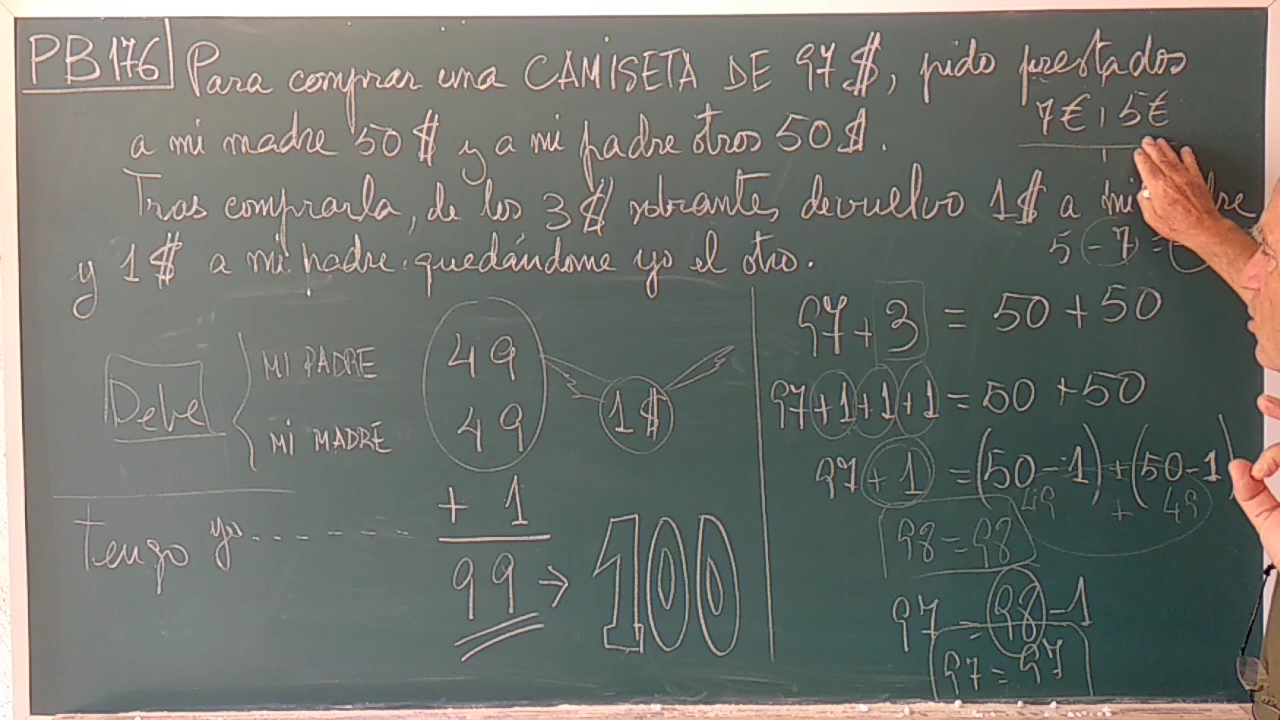 PB176 Para comprar una CAMISETA DE 97$, pido prestados
7€ 5€
a mi madre 50$ y a mi padre otros 50$.
Tras comprarla, de los 3$ sobrantes, devuelvo 1$ a mi
5 - 7 =
y 1$ a mi padre quedándome yo el otro.
Debe
MI PADRE 49
MI MADRE 49
1$
tengo yo........ + 1
99 → 100
97 + 3 = 50 + 50
97+1+1+1 = 50 + 50
97 + 1 = (50 - 1) + (50 - 1)
49 + 49
98 = 98
97 = 98 - 1
97 = 97